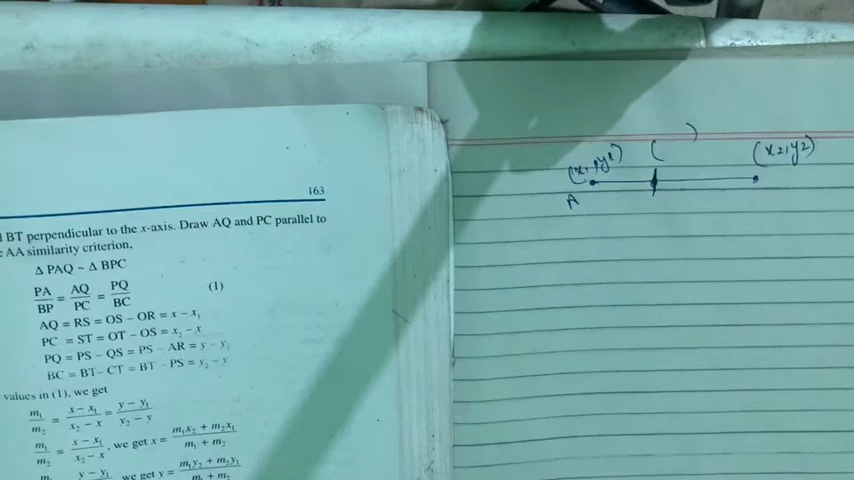 163
BT perpendicular to the x-axis. Draw AQ and PC parallel to
AA similarity criterion,
Δ PAQ ~ Δ BPC
PA/BP = AQ/PC = PQ/BC (1)
AQ = RS = OS – OR = x – x₁
PC = ST = OT – OS = x₂ – x
PQ = PS – QS = PS – AR = y – y₁
BC = BT – CT = BT – PS = y₂ – y
values in (1), we get
m₁/m₂ = (x – x₁)/(x₂ – x) = (y – y₁)/(y₂ – y)
m₁/m₂ = (x – x₁)/(x₂ – x), we get x = (m₁x₂ + m₂x₁)/(m₁ + m₂)
y – y₁, we get y = (m₁y₂ + m₂y₁)/(m₁ + m₂)
( )
(x₂, y₂)
A